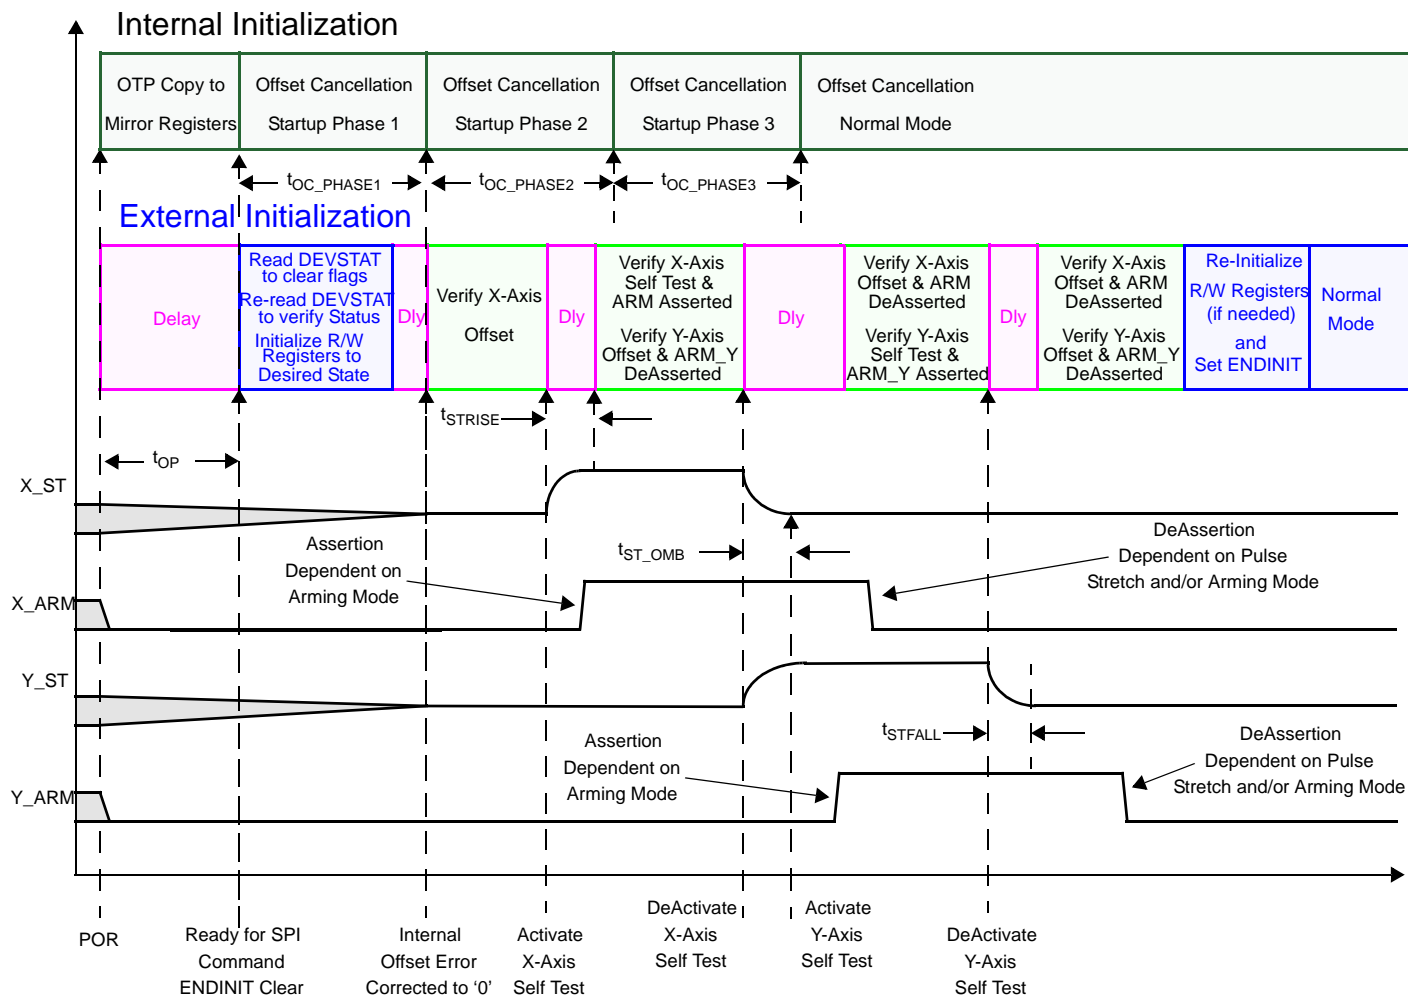 Internal Initialization
OTP Copy to
Mirror Registers
Offset Cancellation
Startup Phase 1
Offset Cancellation
Startup Phase 2
Offset Cancellation
Startup Phase 3
Offset Cancellation
Normal Mode
tOC_PHASE1
tOC_PHASE2
tOC_PHASE3
External Initialization
Delay
Read DEVSTAT
to clear flags
Re-read DEVSTAT
to verify Status
Initialize R/W
Registers to
Desired State
Dly
Verify X-Axis
Offset
Dly
Verify X-Axis
Self Test &
ARM Asserted
Verify Y-Axis
Offset & ARM_Y
DeAsserted
Dly
Verify X-Axis
Offset & ARM
DeAsserted
Verify Y-Axis
Self Test &
ARM_Y Asserted
Dly
Verify X-Axis
Offset & ARM
DeAsserted
Verify Y-Axis
Offset & ARM_Y
DeAsserted
Re-Initialize
R/W Registers
(if needed)
and
Set ENDINIT
Normal
Mode
tSTRISE
tOP
X_ST
Assertion
Dependent on
Arming Mode
tST_OMB
DeAssertion
Dependent on Pulse
Stretch and/or Arming Mode
X_ARM
Y_ST
Assertion
Dependent on
Arming Mode
tSTFALL
DeAssertion
Dependent on Pulse
Stretch and/or Arming Mode
Y_ARM
POR
Ready for SPI
Command
ENDINIT Clear
Internal
Offset Error
Corrected to ‘0’
Activate
X-Axis
Self Test
DeActivate
X-Axis
Self Test
Activate
Y-Axis
Self Test
DeActivate
Y-Axis
Self Test